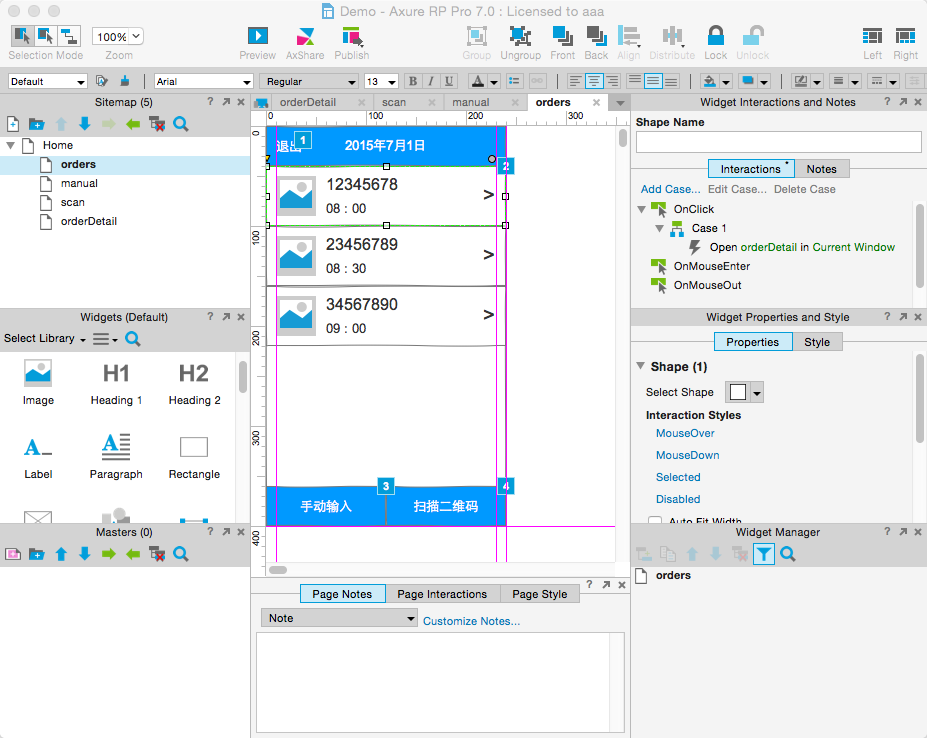 Demo - Axure RP Pro 7.0 : Licensed to aaa
100%
Selection Mode Zoom Preview AxShare Publish Group Ungroup Front Back Align Distribute Lock Unlock Left Right
Default Arial Regular 13 B I U A
Sitemap (5)
Home
orders
manual
scan
orderDetail
Widgets (Default)
Select Library
Image
H1
Heading 1
H2
Heading 2
A
Label
A
Paragraph
Rectangle
Masters (0)
orderDetail scan manual orders
0 100 200 300
0
100
200
300
400
退出 1 2015年7月1日
2
12345678
08 : 00
>
23456789
08 : 30
>
34567890
09 : 00
>
3 4
手动输入 扫描二维码
Page Notes Page Interactions Page Style
Note Customize Notes...
Widget Interactions and Notes
Shape Name
Interactions * Notes
Add Case... Edit Case... Delete Case
OnClick
Case 1
Open orderDetail in Current Window
OnMouseEnter
OnMouseOut
Widget Properties and Style
Properties Style
Shape (1)
Select Shape
Interaction Styles
MouseOver
MouseDown
Selected
Disabled
Auto Fit Width
Widget Manager
orders